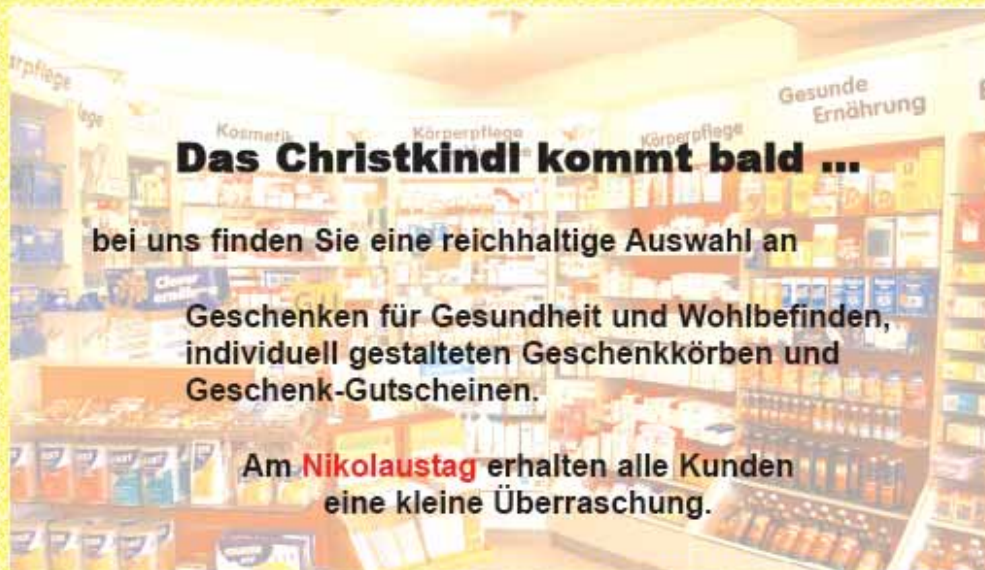 Gesunde
Ernährung
Kosmetik
Körperpflege
Körperpflege
Das Christkindl kommt bald ...
bei uns finden Sie eine reichhaltige Auswahl an
Geschenken für Gesundheit und Wohlbefinden,
individuell gestalteten Geschenkkörben und
Geschenk-Gutscheinen.
Am Nikolaustag erhalten alle Kunden
eine kleine Überraschung.